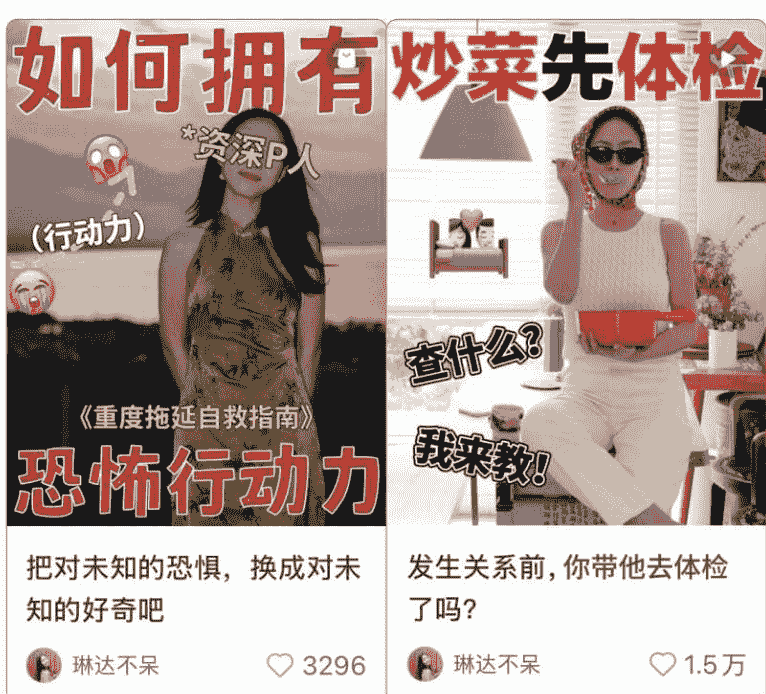 如何拥有
*资深P人
(行动力)
《重度拖延自救指南》
恐怖行动力
把对未知的恐惧，换成对未
知的好奇吧
琳达不呆
3296
炒菜先体检
查什么?
我来教!
发生关系前，你带他去体检
了吗?
琳达不呆
1.5万